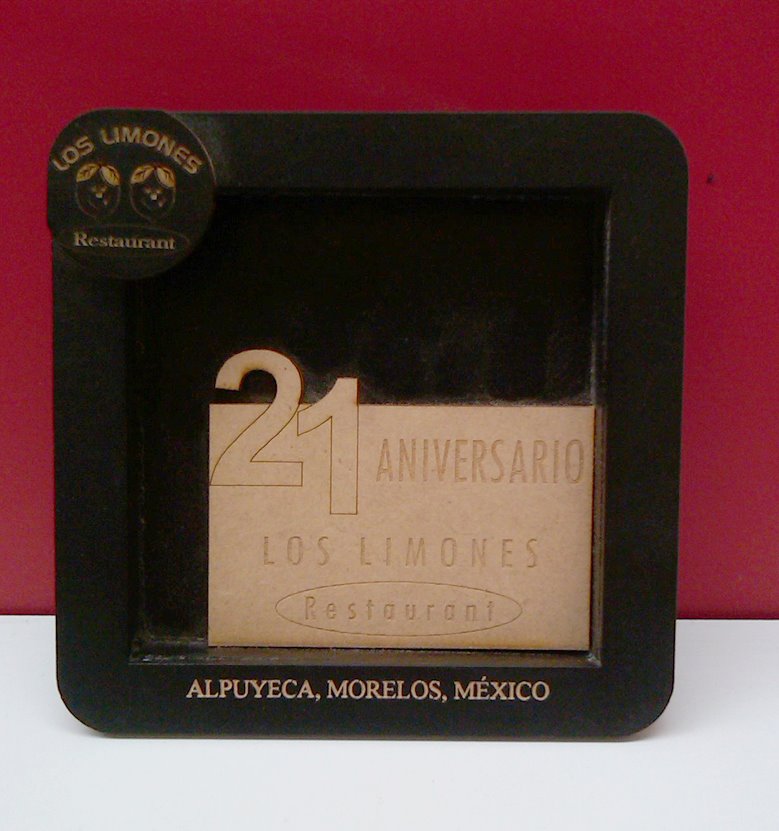 LOS LIMONES
Restaurant
21 ANIVERSARIO
LOS LIMONES
Restaurant
ALPUYECA, MORELOS, MÉXICO